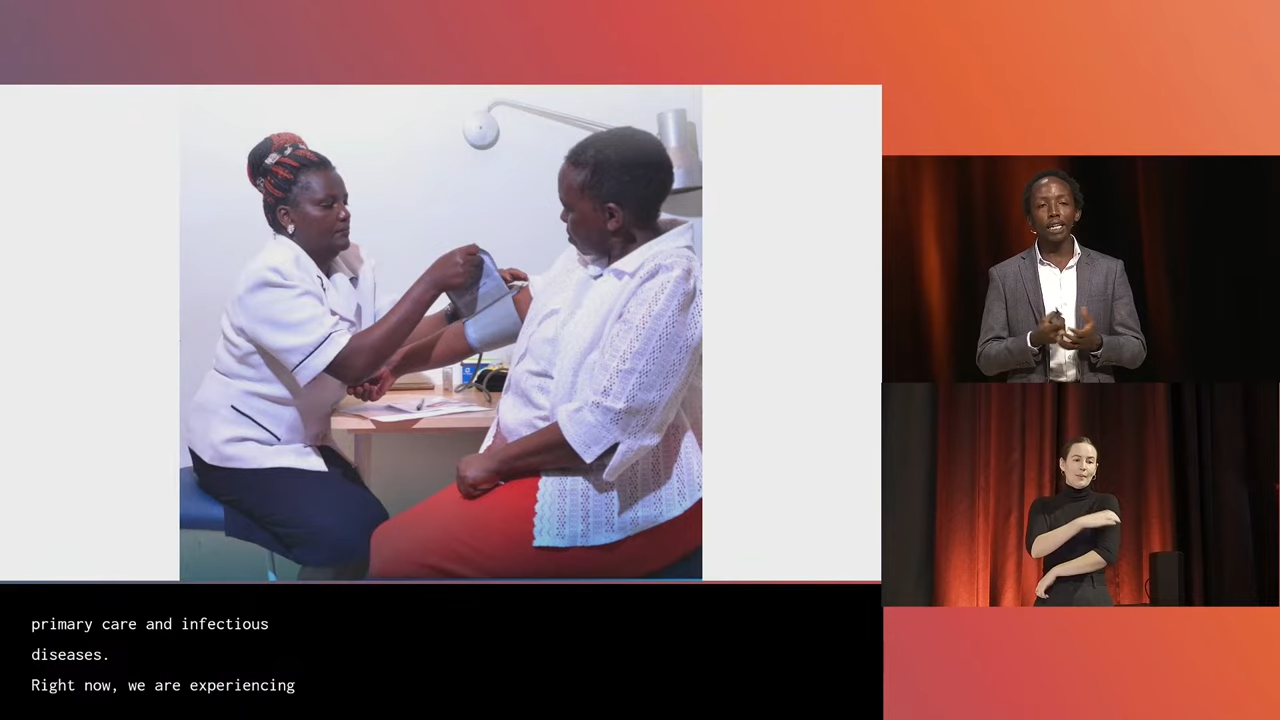 primary care and infectious
diseases.
Right now, we are experiencing